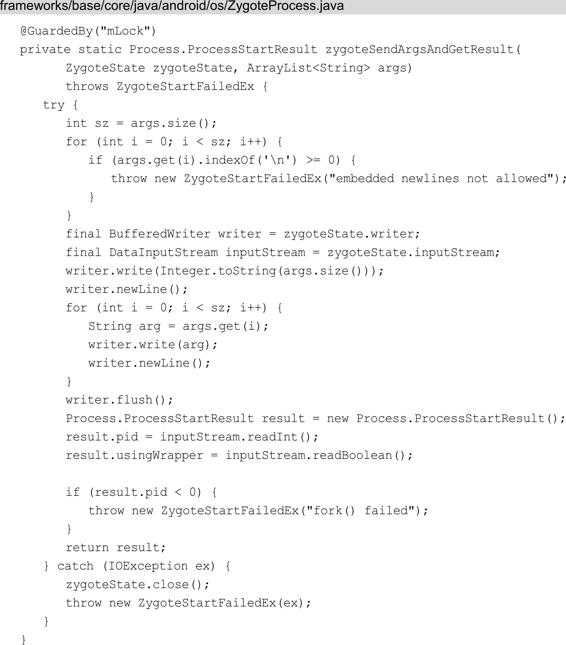 frameworks/base/core/java/android/os/ZygoteProcess.java
@GuardedBy("mLock")
private static Process.ProcessStartResult zygoteSendArgsAndGetResult(
ZygoteState zygoteState, ArrayList<String> args)
throws ZygoteStartFailedEx {
try {
int sz = args.size();
for (int i = 0; i < sz; i++) {
if (args.get(i).indexOf('\n') >= 0) {
throw new ZygoteStartFailedEx("embedded newlines not allowed");
}
}
final BufferedWriter writer = zygoteState.writer;
final DataInputStream inputStream = zygoteState.inputStream;
writer.write(Integer.toString(args.size()));
writer.newLine();
for (int i = 0; i < sz; i++) {
String arg = args.get(i);
writer.write(arg);
writer.newLine();
}
writer.flush();
Process.ProcessStartResult result = new Process.ProcessStartResult();
result.pid = inputStream.readInt();
result.usingWrapper = inputStream.readBoolean();
if (result.pid < 0) {
throw new ZygoteStartFailedEx("fork() failed");
}
return result;
} catch (IOException ex) {
zygoteState.close();
throw new ZygoteStartFailedEx(ex);
}
}